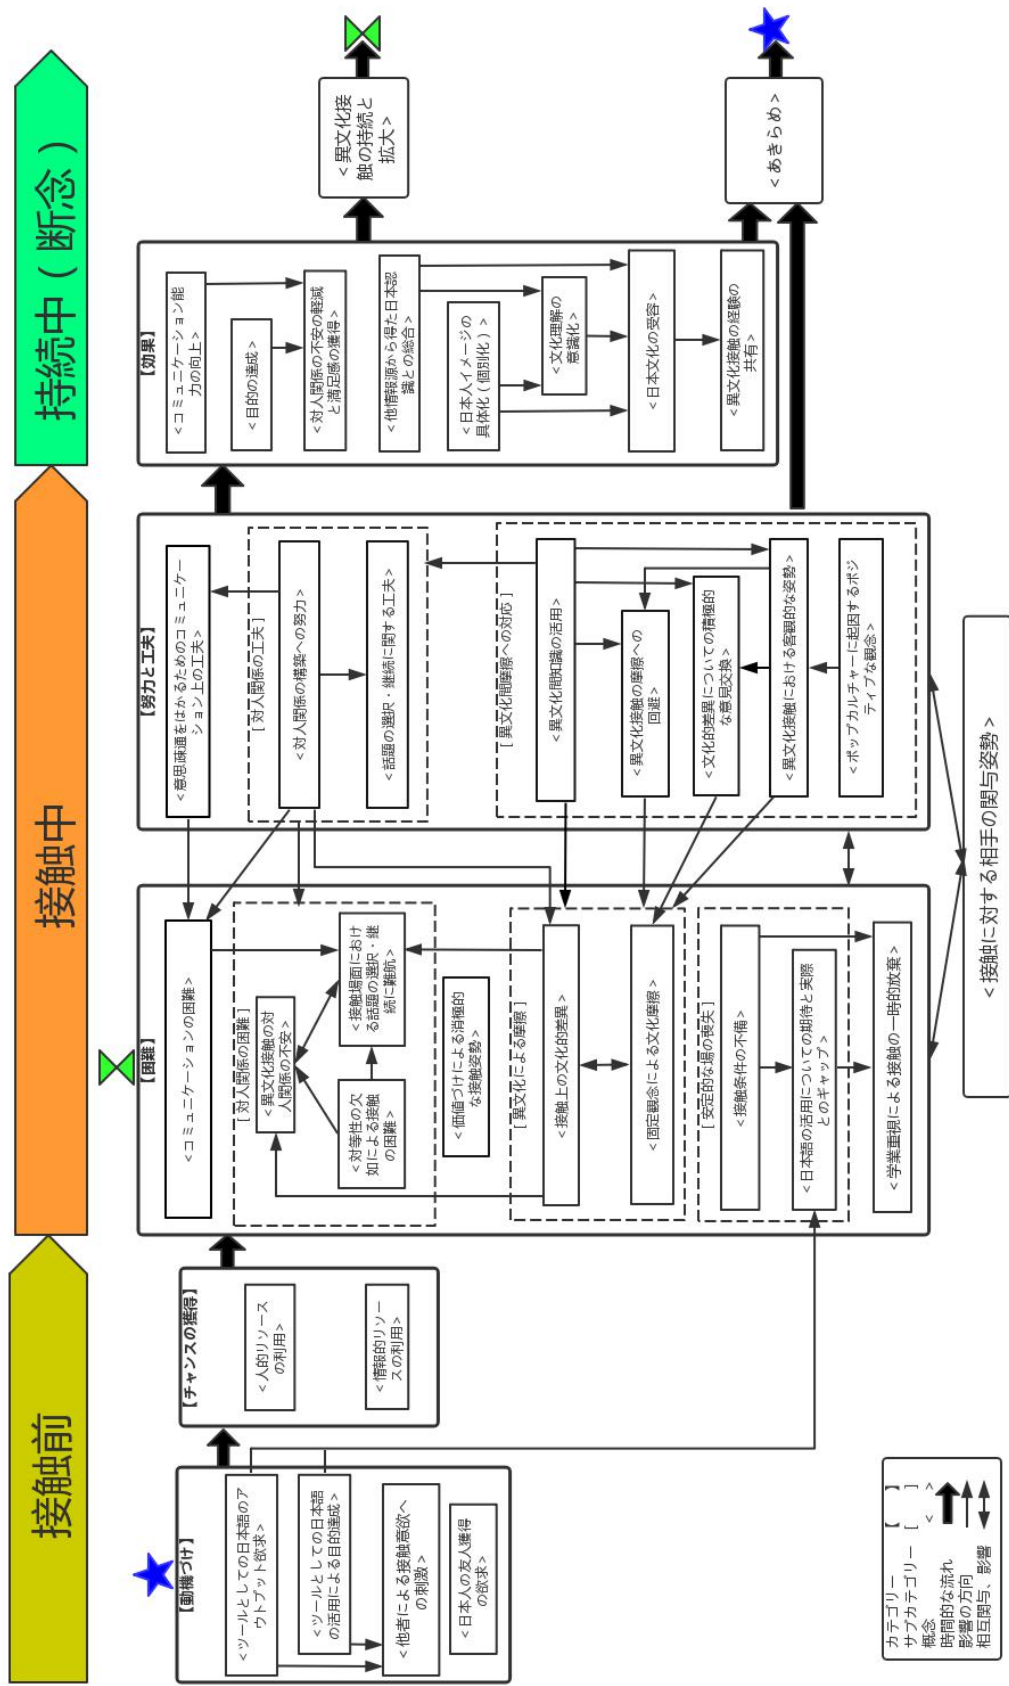 接触前
接触中
持続中（断念）
【動機づけ】
＜ツールとしての日本語のア
ウトプット欲求＞
＜ツールとしての日本語
の活用による目的達成＞
＜他者による接触意欲へ
の刺激＞
＜日本人の友人獲得
の欲求＞
【チャンスの獲得】
＜人的リソース
の利用＞
＜情報的リソー
スの利用＞
【困難】
＜コミュニケーションの困難＞
[ 対人関係の困難 ]
＜異文化接触の対
人関係の不安＞
＜対等性の欠
如による接触
の困難＞
＜接触場面におけ
る話題の選択・継
続に難航＞
＜価値づけによる消極的
な接触姿勢＞
[ 異文化による摩擦 ]
＜接触上の文化的差異＞
＜固定観念による文化摩擦＞
[ 安定的な場の喪失 ]
＜接触条件の不備＞
＜日本語の活用についての期待と実際
とのギャップ＞
＜学業重視による接触の一時的放棄＞
【努力と工夫】
＜意思疎通をはかるためのコミュニケー
ション上の工夫＞
[ 対人関係の工夫 ]
＜対人関係の構築への努力＞
＜話題の選択・継続に関する工夫＞
[ 異文化間摩擦への対応 ]
＜異文化間知識の活用＞
＜異文化接触の摩擦への
回避＞
＜文化的差異についての積極的
な意見交換＞
＜異文化接触における客観的な姿勢＞
＜ポップカルチャーに起因するポジ
ティブな観念＞
【効果】
＜コミュニケーション能
力の向上＞
＜目的の達成＞
＜対人関係の不安の軽減
と満足感の獲得＞
＜他情報源から得た日本認
識との総合＞
＜日本人イメージの
具体化（個別化）＞
＜文化理解の
意識化＞
＜日本文化の受容＞
＜異文化接触の経験の
共有＞
＜異文化接
触の持続と
拡大＞
＜あきらめ＞
＜接触に対する相手の関与姿勢＞
カテゴリー 【 】
サブカテゴリー [ ]
概念 ＜ ＞
時間的な流れ
影響の方向
相互関与、影響